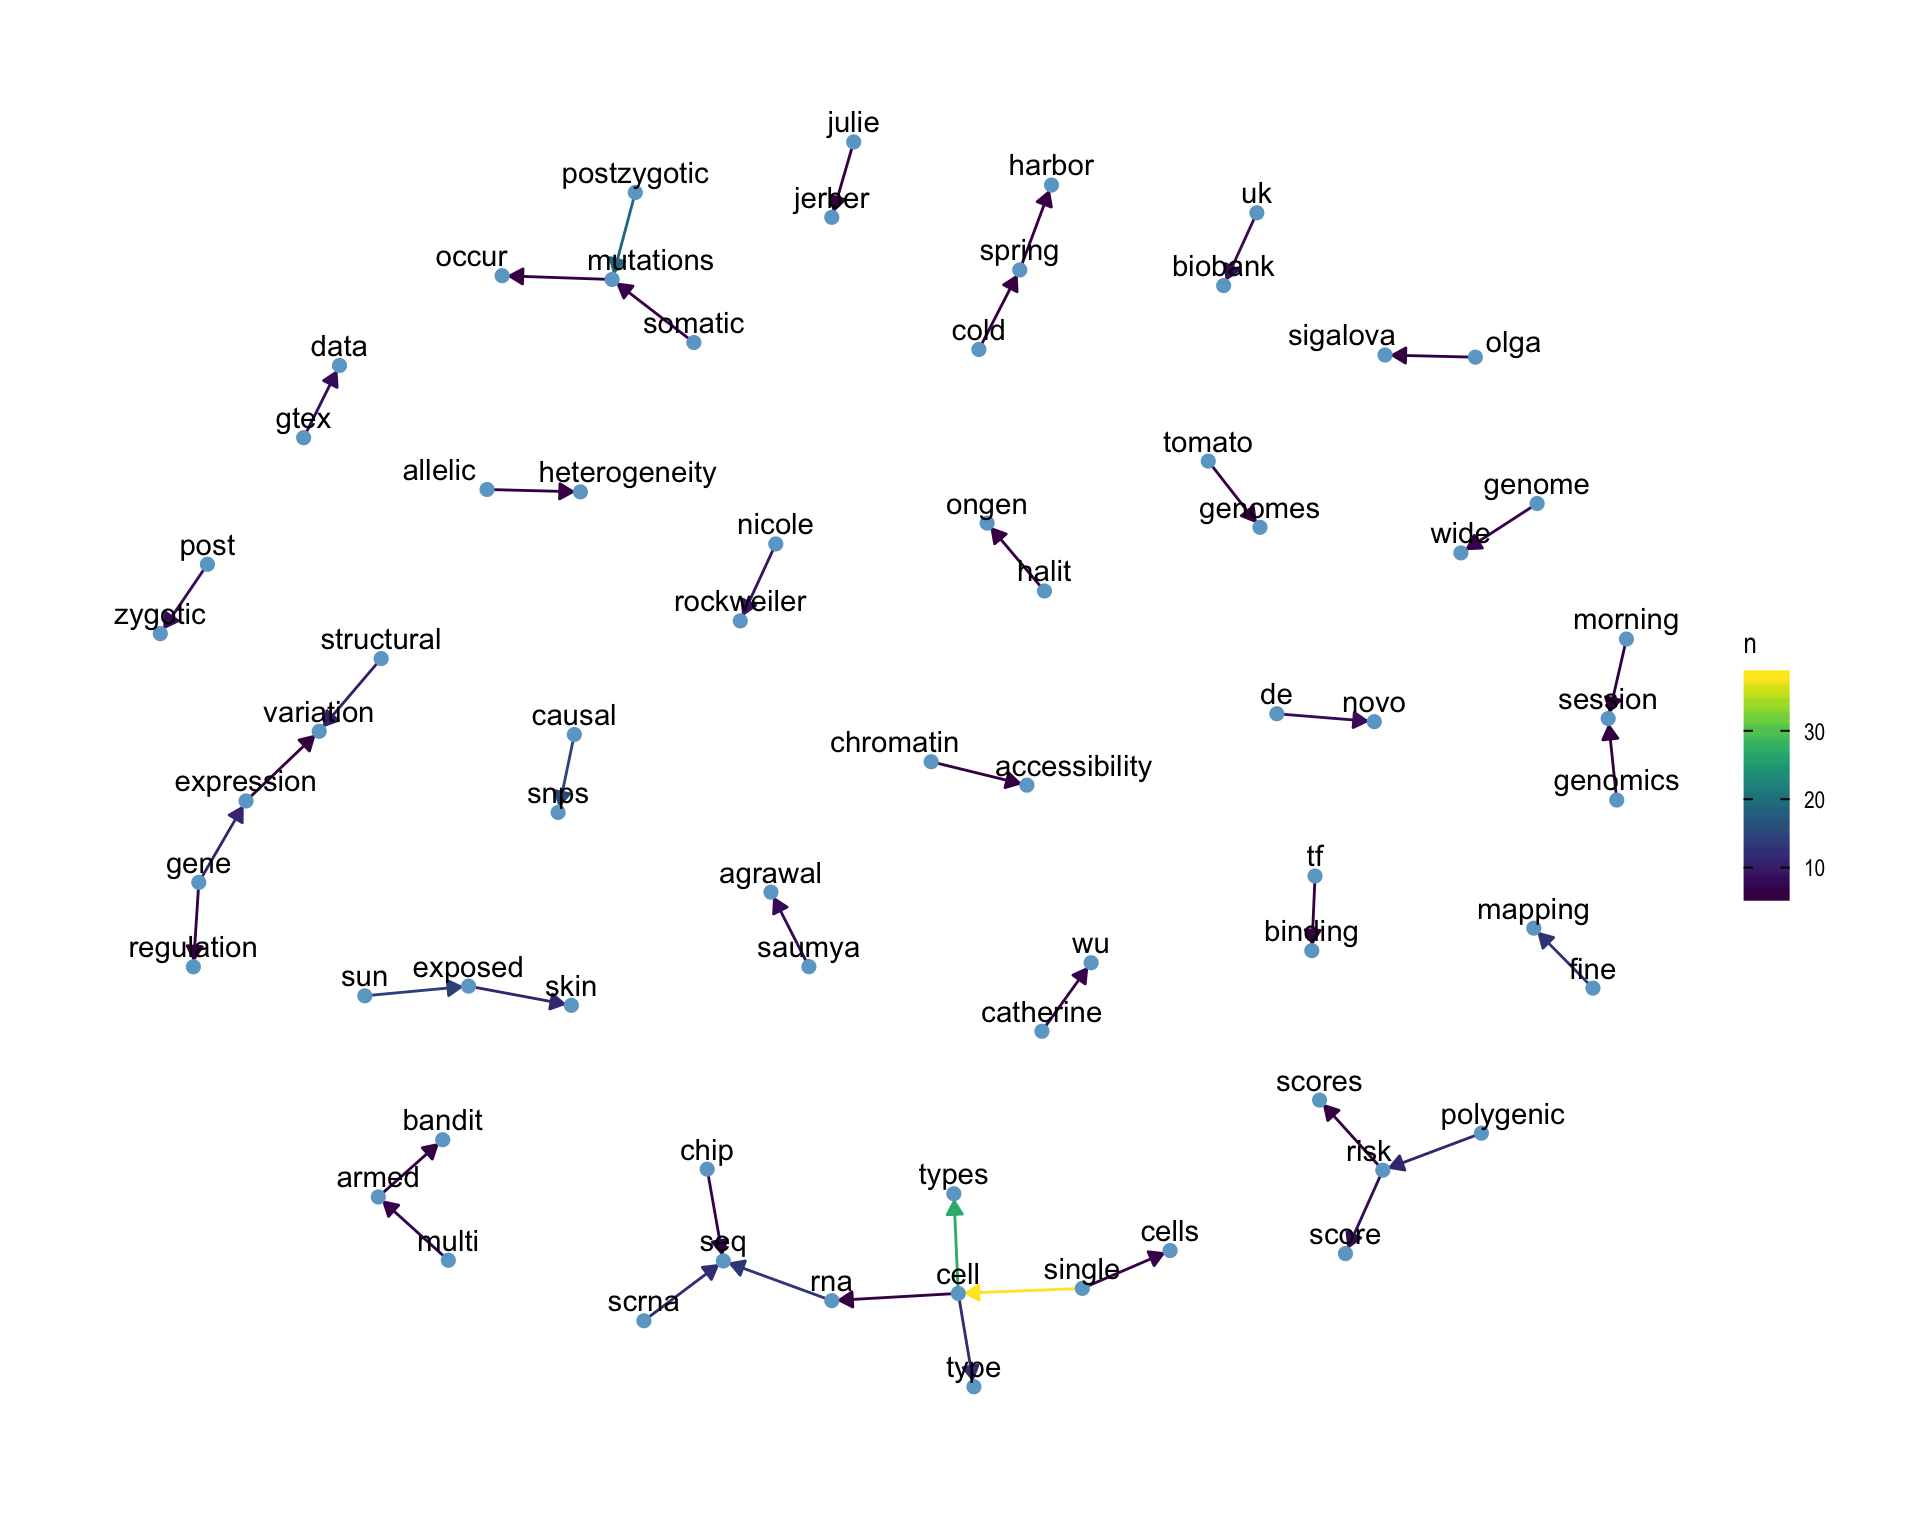 julie
harbor
postzygotic
uk
jerber
spring
occur
mutations
biobank
somatic
cold
sigalova
olga
data
gtex
tomato
allelic
heterogeneity
genome
ongen
genomes
nicole
wide
post
halit
rockweiler
zygotic
morning
structural
n
de
novo
session
variation
causal
30
chromatin
accessibility
expression
snps
genomics
20
gene
agrawal
tf
10
mapping
regulation
saumya
wu
binding
sun
exposed
skin
fine
catherine
scores
bandit
polygenic
chip
risk
armed
types
multi
seq
cells
score
scrna
rna
cell
single
type